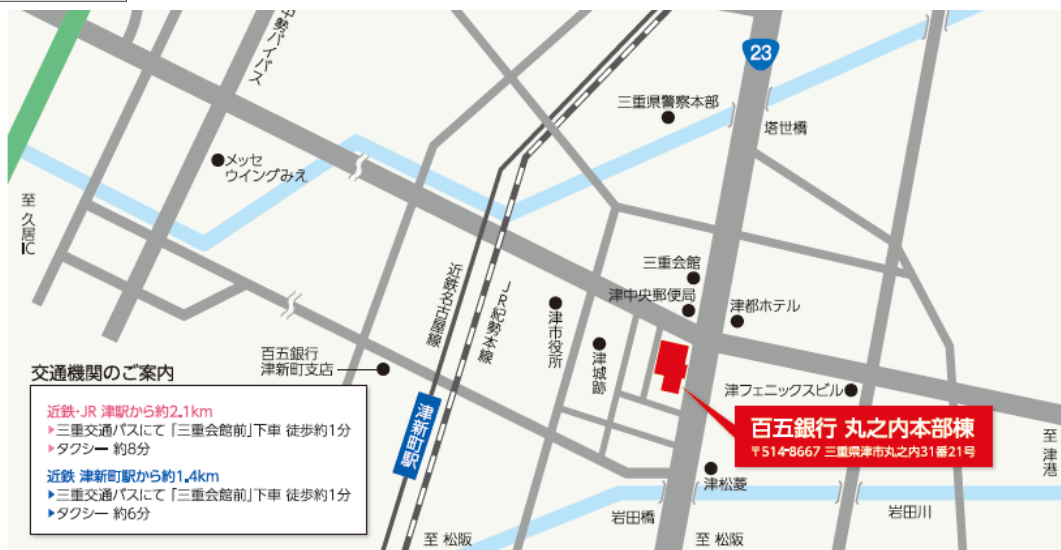 中勢バイパス
23
三重県警察本部
塔世橋
メッセ
ウイングみえ
至 久居IC
三重会館
津中央郵便局
津都ホテル
近鉄名古屋線
JR紀勢本線
津市役所
津城跡
百五銀行
津新町支店
津フェニックスビル
交通機関のご案内
近鉄・JR 津駅から約2.1km
▶三重交通バスにて「三重会館前」下車 徒歩約1分
▶タクシー 約8分
近鉄 津新町駅から約1.4km
▶三重交通バスにて「三重会館前」下車 徒歩約1分
▶タクシー 約6分
津新町駅
百五銀行 丸之内本部棟
〒514-8667 三重県津市丸之内31番21号
至 津港
津松菱
岩田橋
岩田川
至 松阪
至 松阪